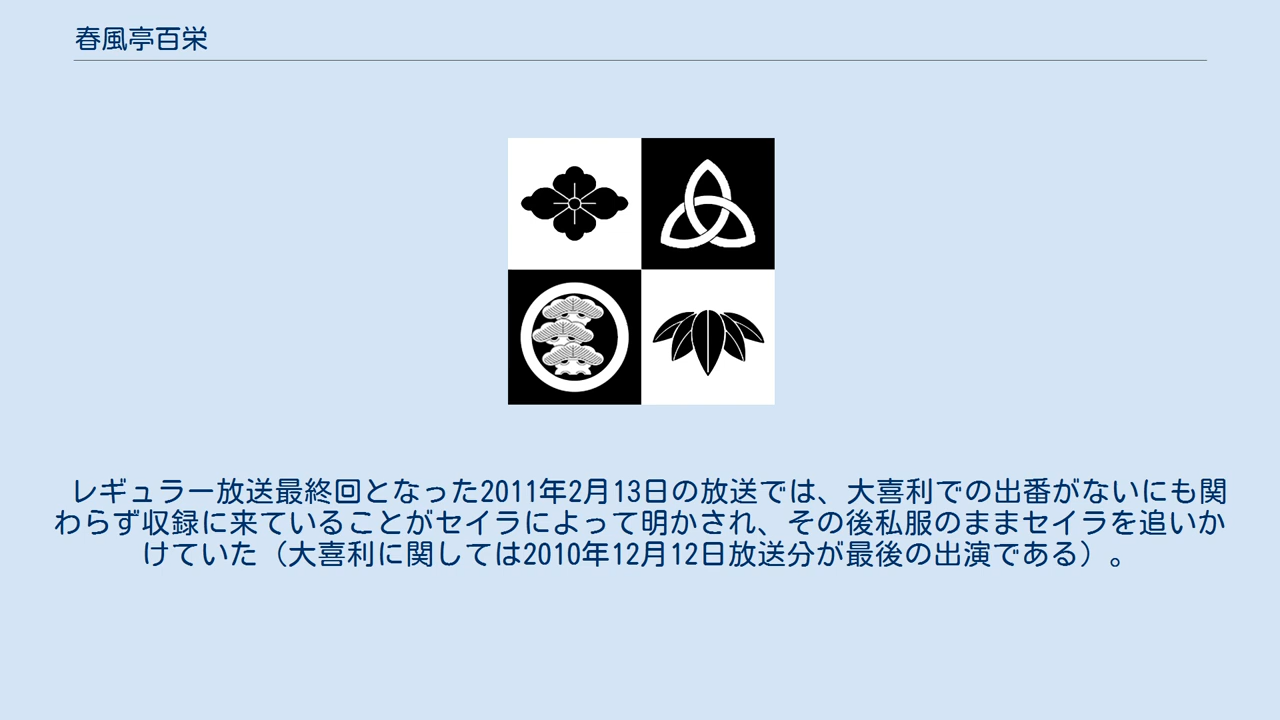 春風亭百栄
レギュラー放送最終回となった2011年2月13日の放送では、大喜利での出番がないにも関
わらず収録に来ていることがセイラによって明かされ、その後私服のままセイラを追いか
けていた（大喜利に関しては2010年12月12日放送分が最後の出演である）。